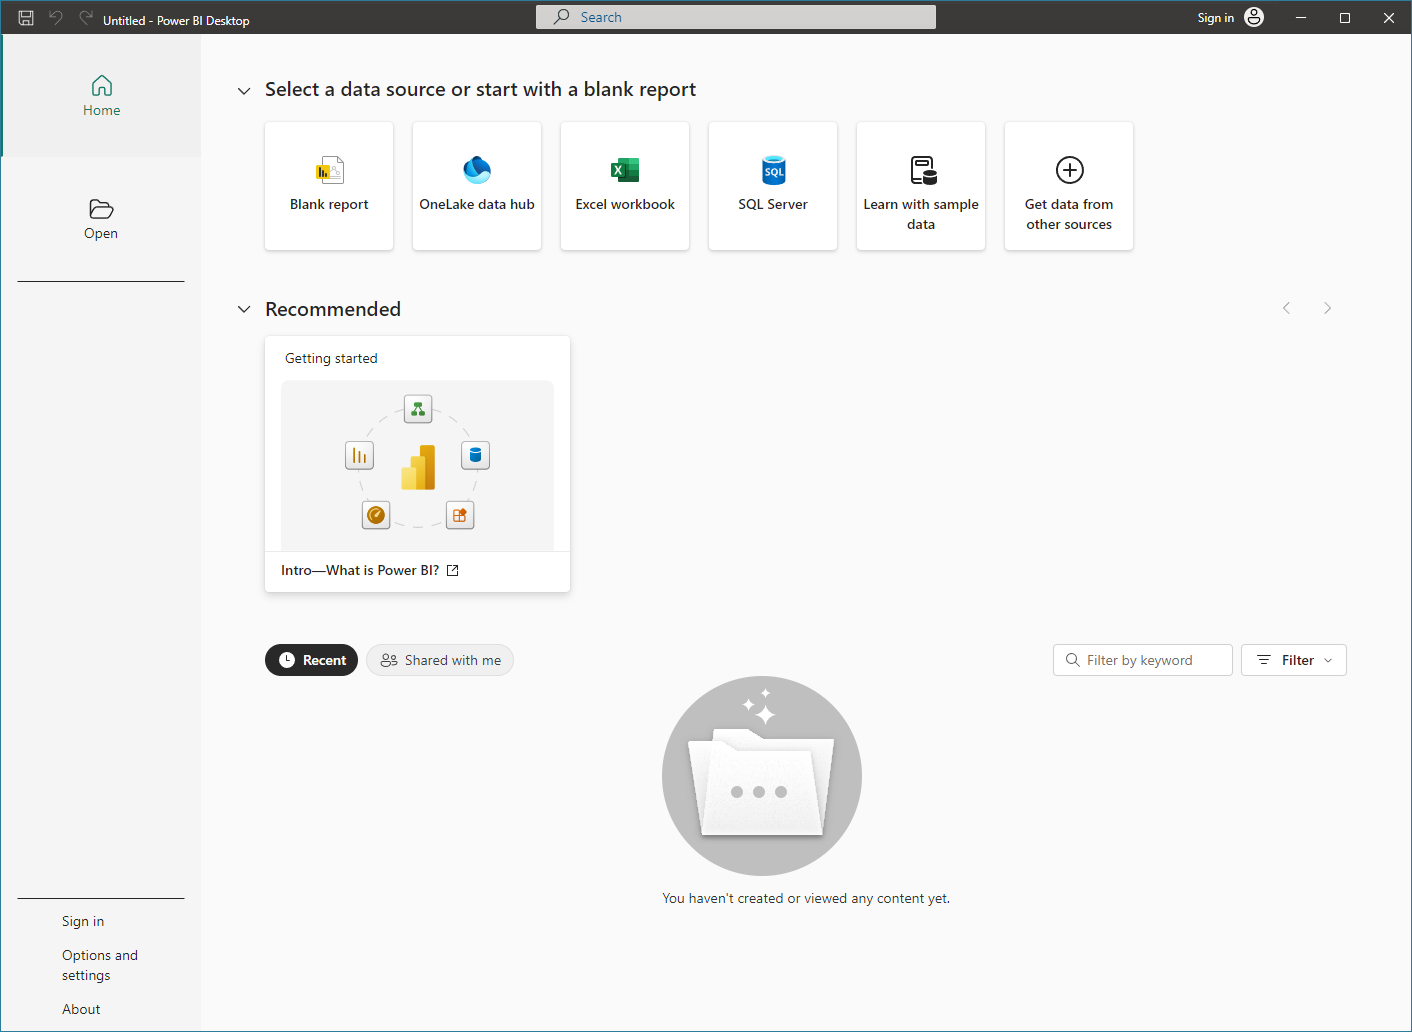 Untitled - Power BI Desktop
Search
Sign in
Home
Open
Select a data source or start with a blank report
Blank report
OneLake data hub
Excel workbook
SQL
SQL Server
Learn with sample
data
Get data from
other sources
Recommended
Getting started
Intro—What is Power BI?
Recent
Shared with me
Filter by keyword
Filter
You haven't created or viewed any content yet.
Sign in
Options and
settings
About